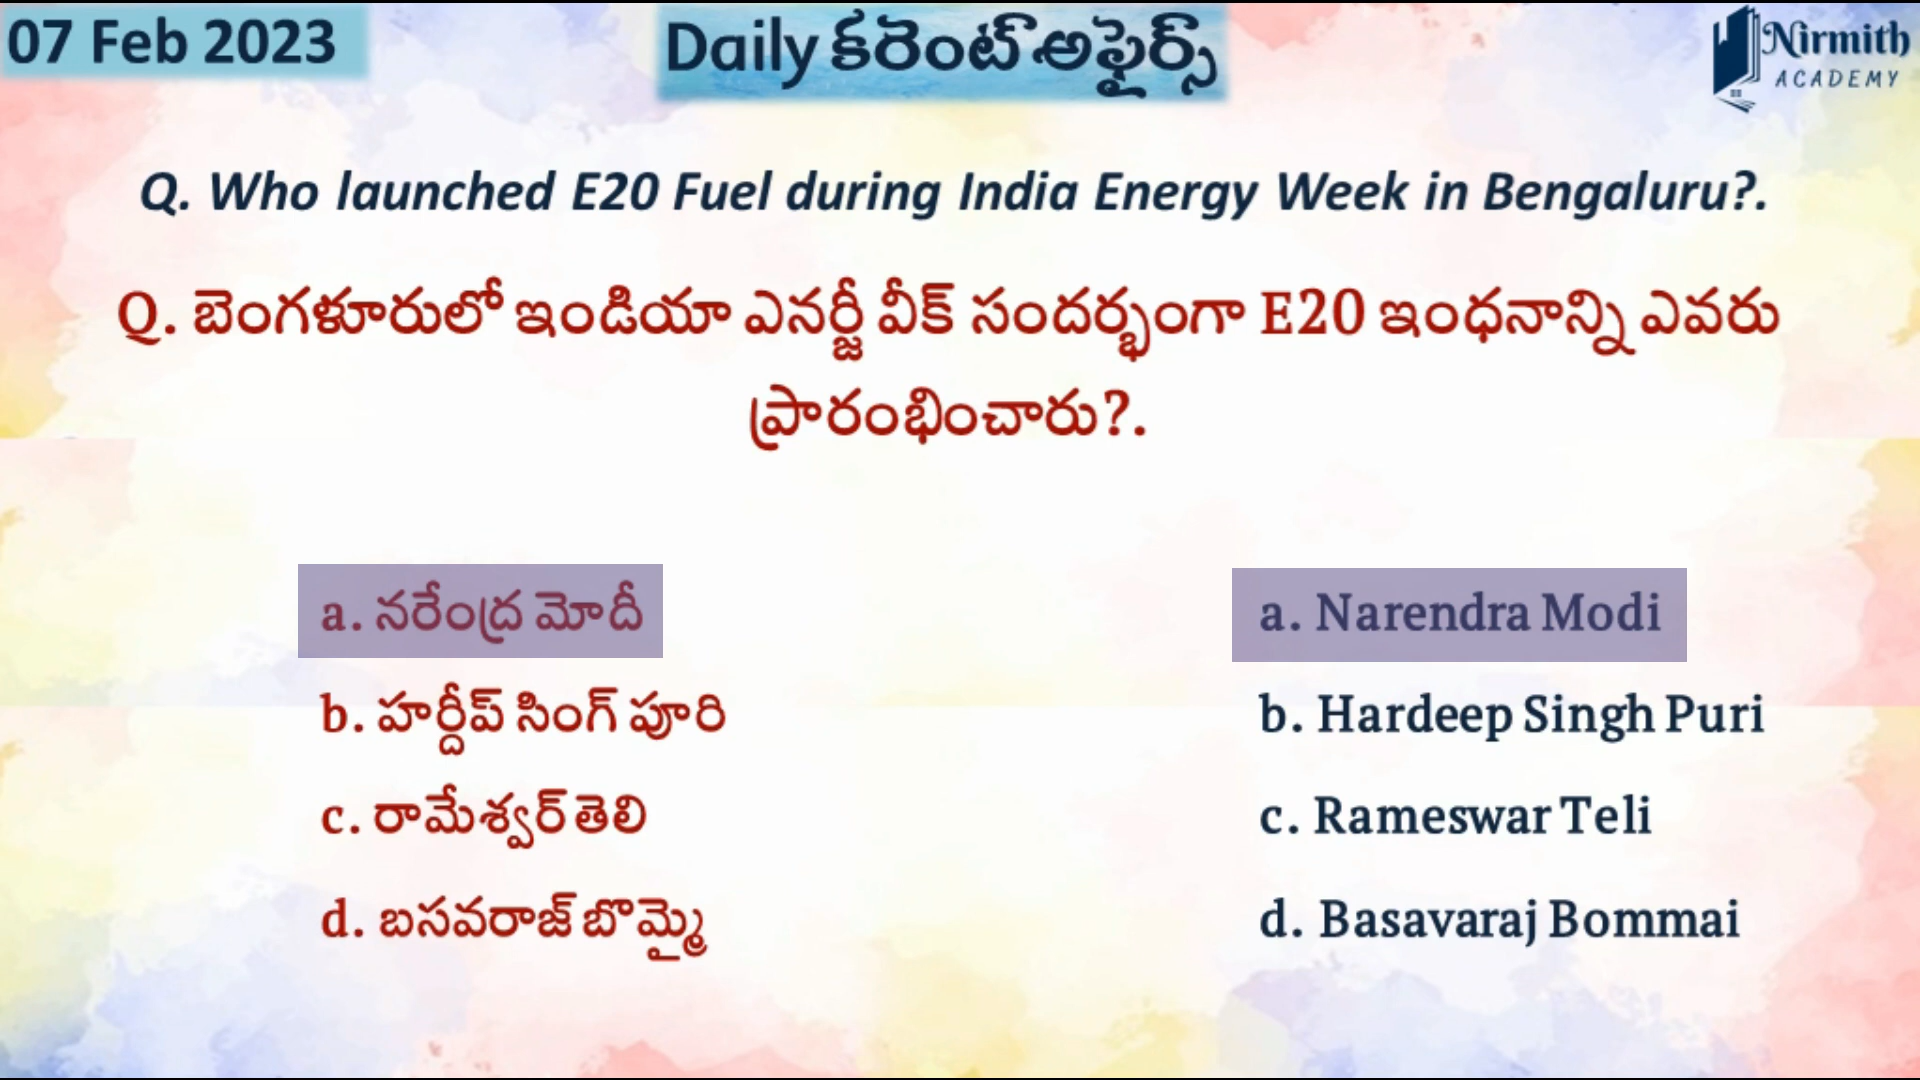 07 Feb 2023
Daily కరెంట్ అఫైర్స్
Nirmith
ACADEMY
Q. Who launched E20 Fuel during India Energy Week in Bengaluru?.
Q. బెంగళూరులో ఇండియా ఎనర్జీ వీక్ సందర్భంగా E20 ఇంధనాన్ని ఎవరు
ప్రారంభించారు?.
a. నరేంద్ర మోదీ
b. హర్దీప్ సింగ్ పూరి
c. రామేశ్వర్ తెలి
d. బసవరాజ్ బొమ్మై
a. Narendra Modi
b. Hardeep Singh Puri
c. Rameswar Teli
d. Basavaraj Bommai